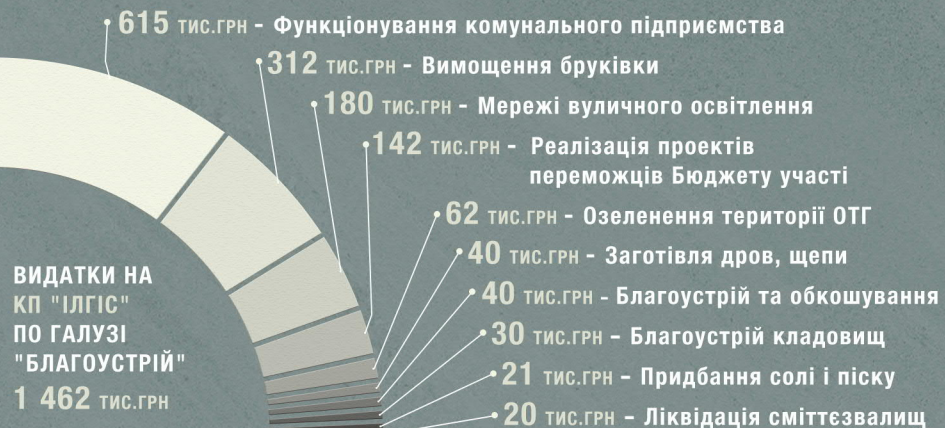 615 ТИС.ГРН - Функціонування комунального підприємства
312 ТИС.ГРН - Вимощення бруківки
180 ТИС.ГРН - Мережі вуличного освітлення
142 ТИС.ГРН - Реалізація проектів
переможців Бюджету участі
62 ТИС.ГРН - Озеленення території ОТГ
40 ТИС.ГРН - Заготівля дров, щепи
40 ТИС.ГРН - Благоустрій та обкошування
30 ТИС.ГРН - Благоустрій кладовищ
21 ТИС.ГРН - Придбання солі і піску
20 ТИС.ГРН - Ліквідація сміттєзвалищ
ВИДАТКИ НА
КП "ІЛГІС"
ПО ГАЛУЗІ
"БЛАГОУСТРІЙ"
1 462 ТИС.ГРН